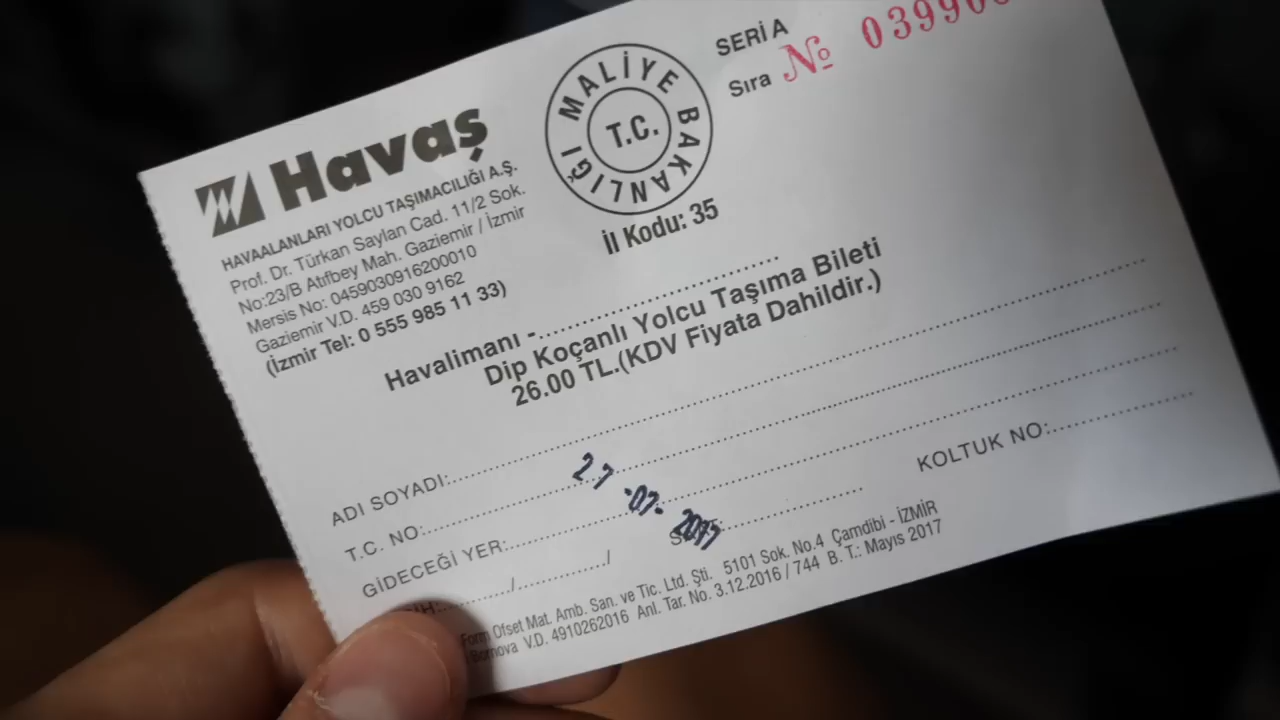 Havaş
HAVAALANLARI YOLCU TAŞIMACILIĞI A.Ş.
Prof. Dr. Türkan Saylan Cad. 11/2 Sok.
No:23/B Atıfbey Mah. Gaziemir / İzmir
Mersis No: 0459030916200010
Gaziemir V.D. 459 030 9162
(İzmir Tel: 0 555 985 11 33)
MALİYE BAKANLIĞI
T.C.
İl Kodu: 35
SERİ A
Sıra № 03990
Havalimanı -..............................
Dip Koçanlı Yolcu Taşıma Bileti
26.00 TL.(KDV Fiyata Dahildir.)
ADI SOYADI:
T.C. NO:
GİDECEĞİ YER:
KOLTUK NO:
27 -07- 2017
Form Ofset Mat. Amb. San. ve Tic. Ltd. Şti. 5101 Sok. No.4 Çamdibi - İZMİR
Bornova V.D. 4910262016 Anl. Tar. No. 3.12.2016 / 744 B. T.: Mayıs 2017